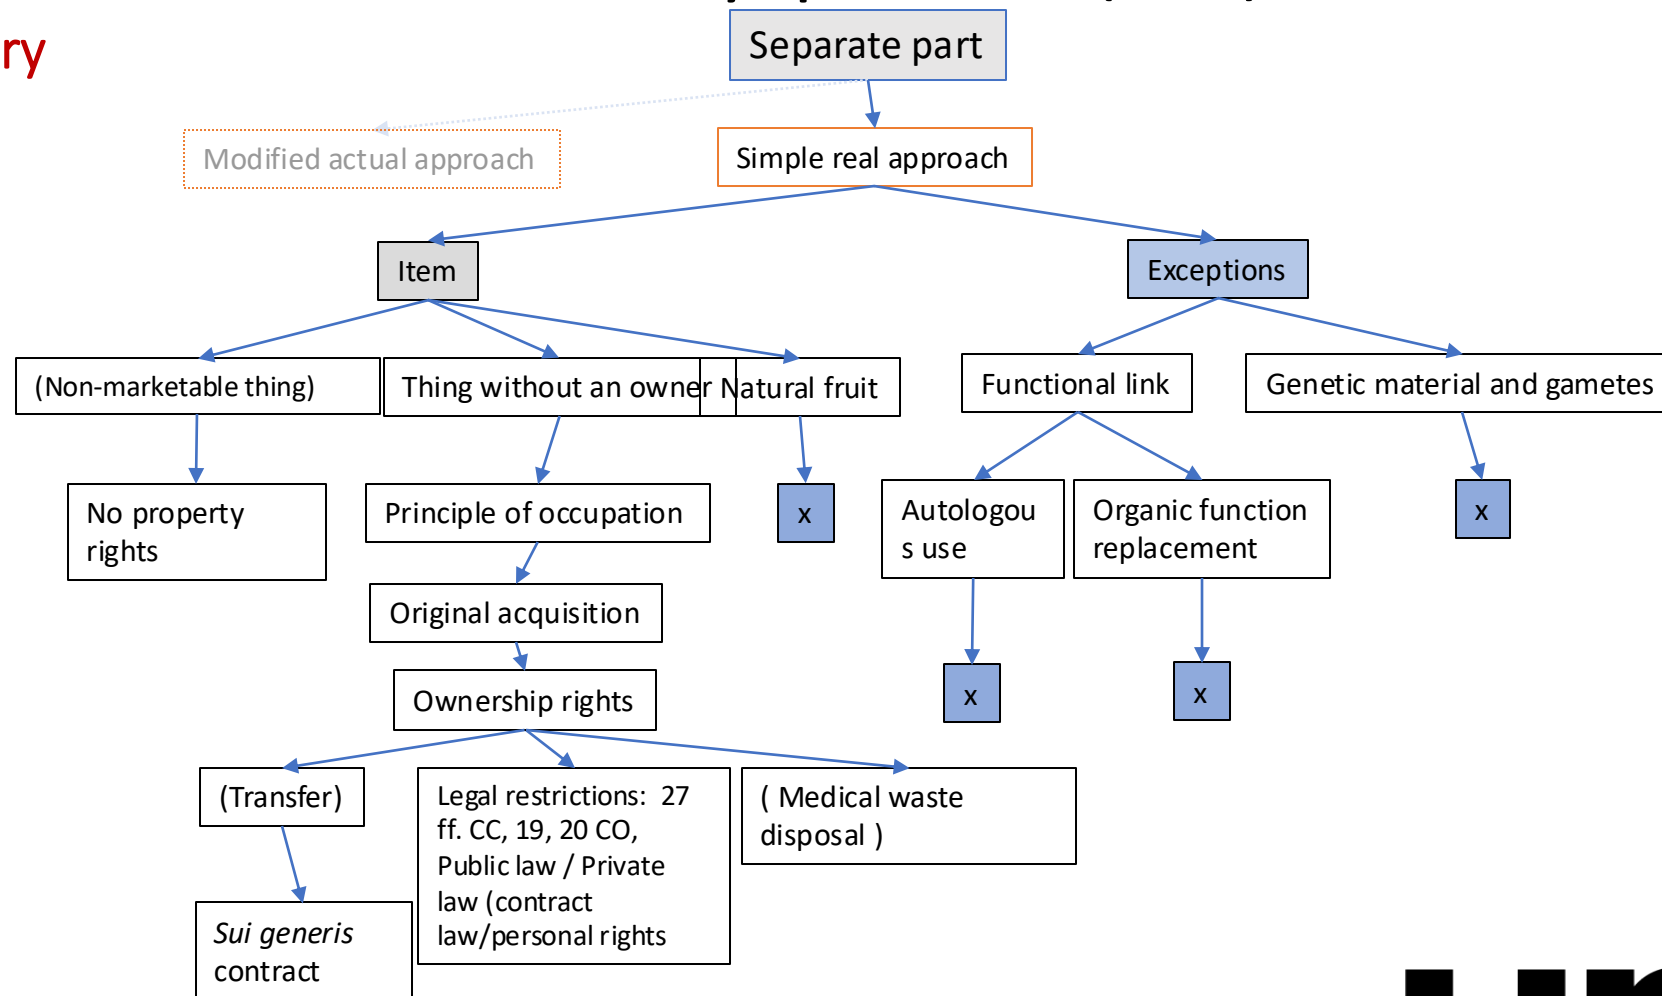 ry
Separate part
Modified actual approach
Simple real approach
Item
Exceptions
(Non-marketable thing)
Thing without an owner
Natural fruit
Functional link
Genetic material and gametes
No property
rights
Principle of occupation
x
Autologou
s use
Organic function
replacement
x
Original acquisition
Ownership rights
x
x
(Transfer)
Legal restrictions: 27
ff. CC, 19, 20 CO,
Public law / Private
law (contract
law/personal rights
( Medical waste
disposal )
Sui generis
contract